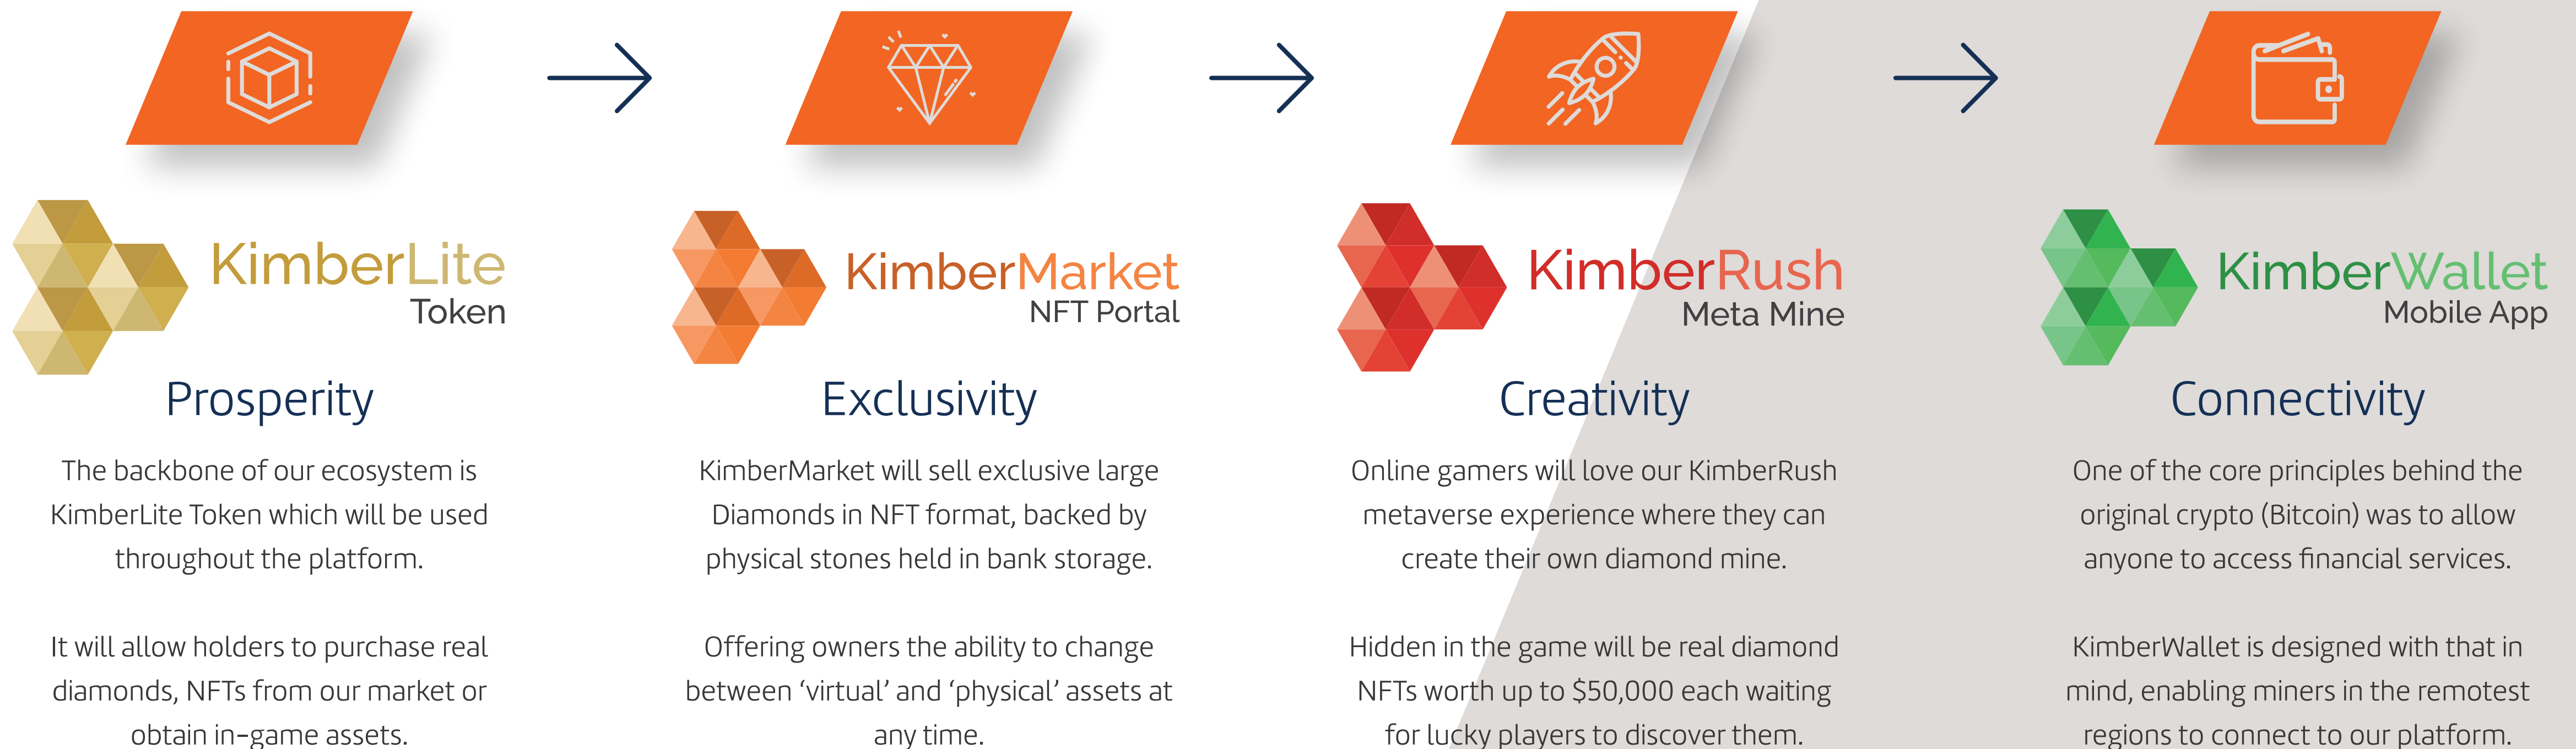 KimberLite
Token
Prosperity
The backbone of our ecosystem is
KimberLite Token which will be used
throughout the platform.
It will allow holders to purchase real
diamonds, NFTs from our market or
obtain in-game assets.
KimberMarket
NFT Portal
Exclusivity
KimberMarket will sell exclusive large
Diamonds in NFT format, backed by
physical stones held in bank storage.
Offering owners the ability to change
between ‘virtual’ and ‘physical’ assets at
any time.
KimberRush
Meta Mine
Creativity
Online gamers will love our KimberRush
metaverse experience where they can
create their own diamond mine.
Hidden in the game will be real diamond
NFTs worth up to $50,000 each waiting
for lucky players to discover them.
KimberWallet
Mobile App
Connectivity
One of the core principles behind the
original crypto (Bitcoin) was to allow
anyone to access financial services.
KimberWallet is designed with that in
mind, enabling miners in the remotest
regions to connect to our platform.